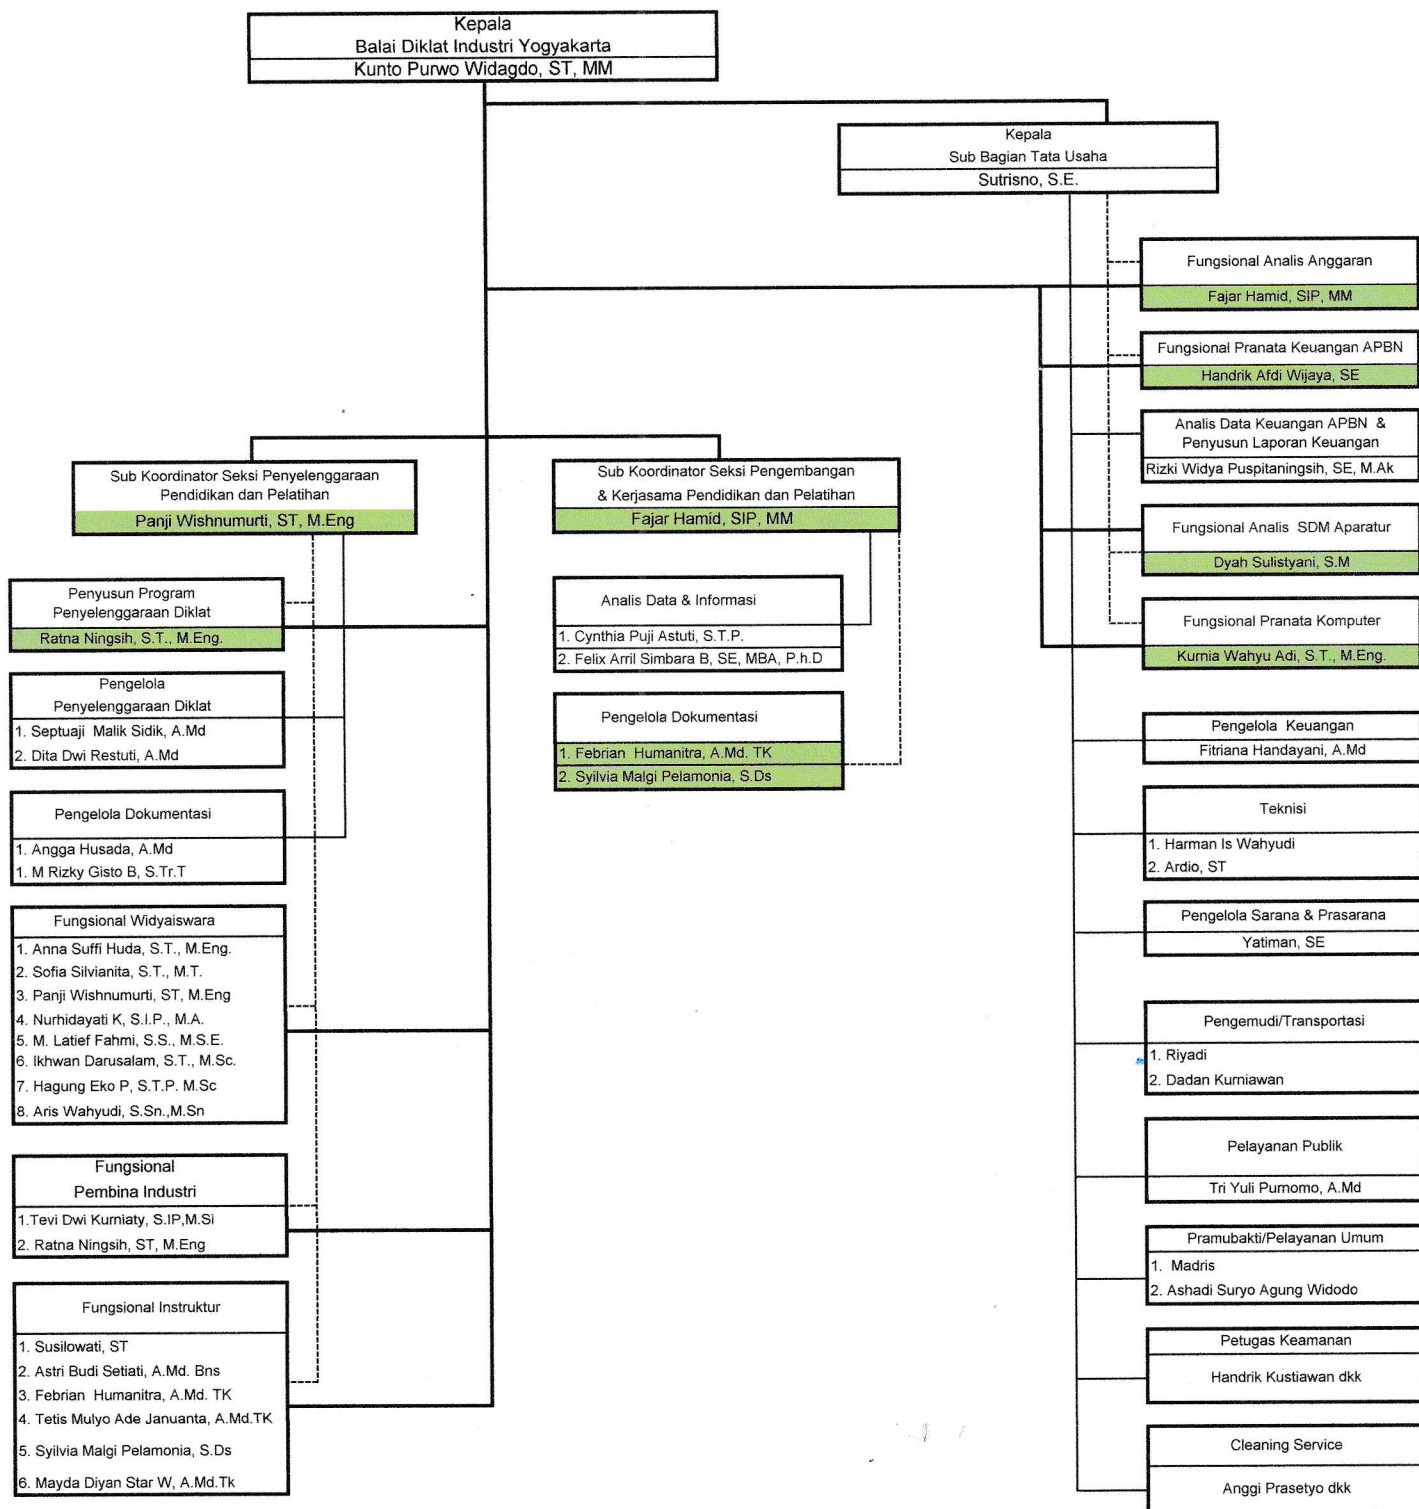 Kepala
Balai Diklat Industri Yogyakarta
Kunto Purwo Widagdo, ST, MM
Kepala
Sub Bagian Tata Usaha
Sutrisno, S.E.
Fungsional Analis Anggaran
Fajar Hamid, SIP, MM
Fungsional Pranata Keuangan APBN
Handrik Afdi Wijaya, SE
Analis Data Keuangan APBN &
Penyusun Laporan Keuangan
Rizki Widya Puspitaningsih, SE, M.Ak
Fungsional Analis SDM Aparatur
Dyah Sulistyani, S.M
Fungsional Pranata Komputer
Kurnia Wahyu Adi, S.T., M.Eng.
Pengelola Keuangan
Fitriana Handayani, A.Md
Teknisi
1. Harman Is Wahyudi
2. Ardio, ST
Pengelola Sarana & Prasarana
Yatiman, SE
Pengemudi/Transportasi
1. Riyadi
2. Dadan Kurniawan
Pelayanan Publik
Tri Yuli Purnomo, A.Md
Pramubakti/Pelayanan Umum
1. Madris
2. Ashadi Suryo Agung Widodo
Petugas Keamanan
Handrik Kustiawan dkk
Cleaning Service
Anggi Prasetyo dkk
Sub Koordinator Seksi Penyelenggaraan
Pendidikan dan Pelatihan
Panji Wishnumurti, ST, M.Eng
Penyusun Program
Penyelenggaraan Diklat
Ratna Ningsih, S.T., M.Eng.
Pengelola
Penyelenggaraan Diklat
1. Septuaji Malik Sidik, A.Md
2. Dita Dwi Restuti, A.Md
Pengelola Dokumentasi
1. Angga Husada, A.Md
1. M Rizky Gisto B, S.Tr.T
Fungsional Widyaiswara
1. Anna Suffi Huda, S.T., M.Eng.
2. Sofia Silvianita, S.T., M.T.
3. Panji Wishnumurti, ST, M.Eng
4. Nurhidayati K, S.I.P., M.A.
5. M. Latief Fahmi, S.S., M.S.E.
6. Ikhwan Darusalam, S.T., M.Sc.
7. Hagung Eko P, S.T.P. M.Sc
8. Aris Wahyudi, S.Sn.,M.Sn
Fungsional
Pembina Industri
1.Tevi Dwi Kurniaty, S.IP,M.Si
2. Ratna Ningsih, ST, M.Eng
Fungsional Instruktur
1. Susilowati, ST
2. Astri Budi Setiati, A.Md. Bns
3. Febrian Humanitra, A.Md. TK
4. Tetis Mulyo Ade Januanta, A.Md.TK
5. Syilvia Malgi Pelamonia, S.Ds
6. Mayda Diyan Star W, A.Md.Tk
Sub Koordinator Seksi Pengembangan
& Kerjasama Pendidikan dan Pelatihan
Fajar Hamid, SIP, MM
Analis Data & Informasi
1. Cynthia Puji Astuti, S.T.P.
2. Felix Arril Simbara B, SE, MBA, P.h.D
Pengelola Dokumentasi
1. Febrian Humanitra, A.Md. TK
2. Syilvia Malgi Pelamonia, S.Ds